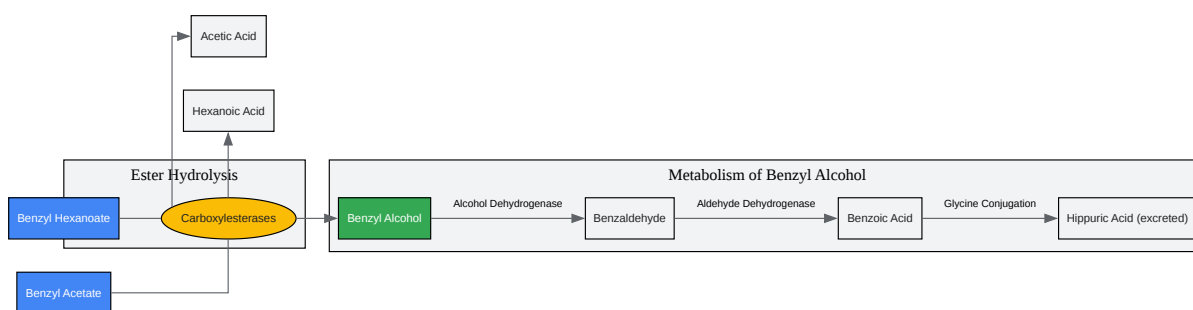 Acetic Acid
Hexanoic Acid
Ester Hydrolysis
Metabolism of Benzyl Alcohol
Benzyl Hexanoate
Carboxylesterases
Benzyl Alcohol
Alcohol Dehydrogenase
Benzaldehyde
Aldehyde Dehydrogenase
Benzoic Acid
Glycine Conjugation
Hippuric Acid (excreted)
Benzyl Acetate